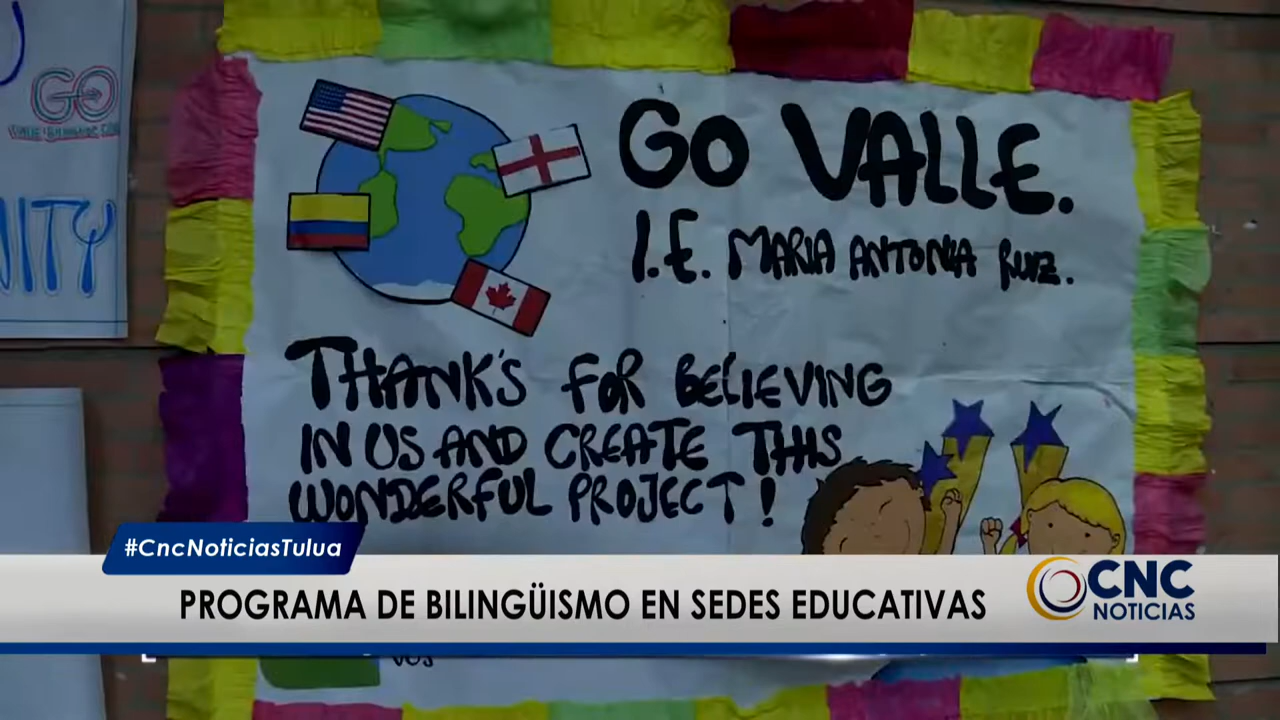 GO
NITY
GO VALLE.
I.E. MARIA ANTONIA RUIZ.
THANK'S FOR BELIEVING
IN US AND CREATE THIS
WONDERFUL PROJECT!
#CncNoticiasTulua
PROGRAMA DE BILINGÜISMO EN SEDES EDUCATIVAS
CNC
NOTICIAS